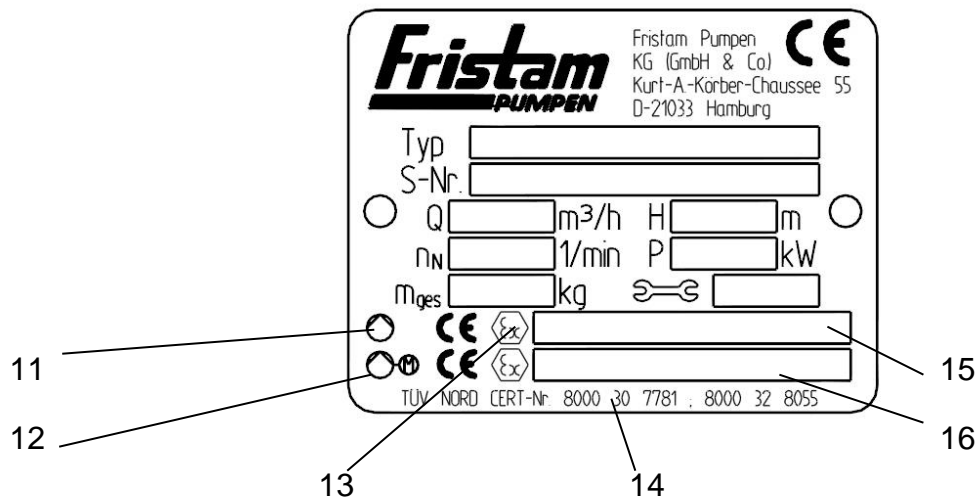 Fristam
PUMPEN
Fristam Pumpen
KG (GmbH & Co)
Kurt-A.-Körber-Chaussee 55
D-21033 Hamburg
CE
Typ
S-Nr.
Q m³/h H m
nN 1/min P kW
mges kg
CE Ex
M CE Ex
TÜV NORD CERT-Nr. 8000 30 7781 ; 8000 32 8055
11
12
13
14
15
16